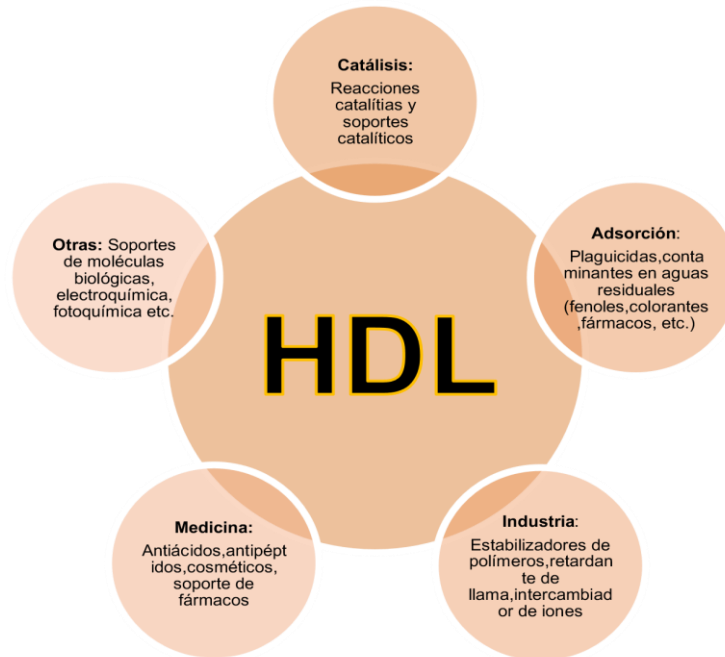 Catálisis:
Reacciones
catalítias y
soportes
catalíticos
Otras: Soportes
de moléculas
biológicas,
electroquímica,
fotoquímica etc.
Adsorción:
Plaguicidas,conta
minantes en aguas
residuales
(fenoles,colorantes
,fármacos, etc.)
HDL
Medicina:
Antiácidos,antipépt
idos,cosméticos,
soporte de
fármacos
Industria:
Estabilizadores de
polímeros,retardan
te de
llama,intercambiad
or de iones